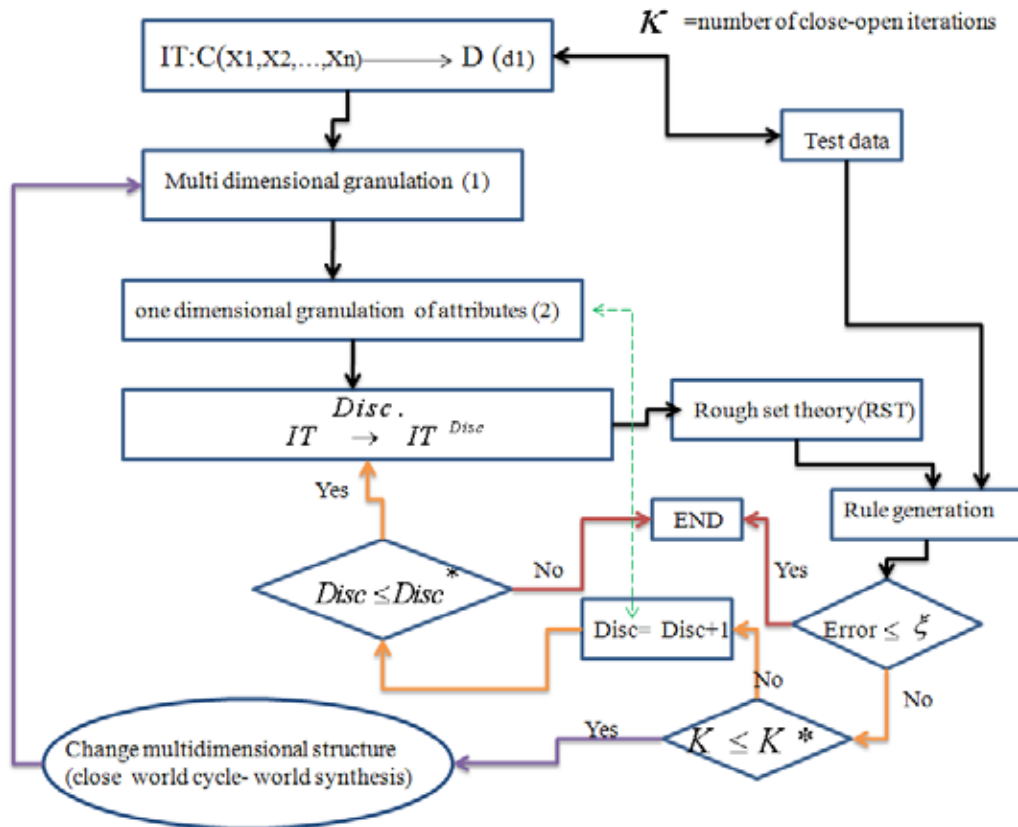 K =number of close-open iterations
IT:C(X1,X2,...,Xn)⟶ D (d1)
Test data
Multi dimensional granulation (1)
one dimensional granulation of attributes (2)
Disc .
IT → IT Disc
Rough set theory(RST)
Yes
END
Rule generation
No
Yes
Disc ≤ Disc *
Disc= Disc+1
Error ≤ ξ
No
No
Yes
K ≤ K *
Change multidimensional structure
(close world cycle- world synthesis)